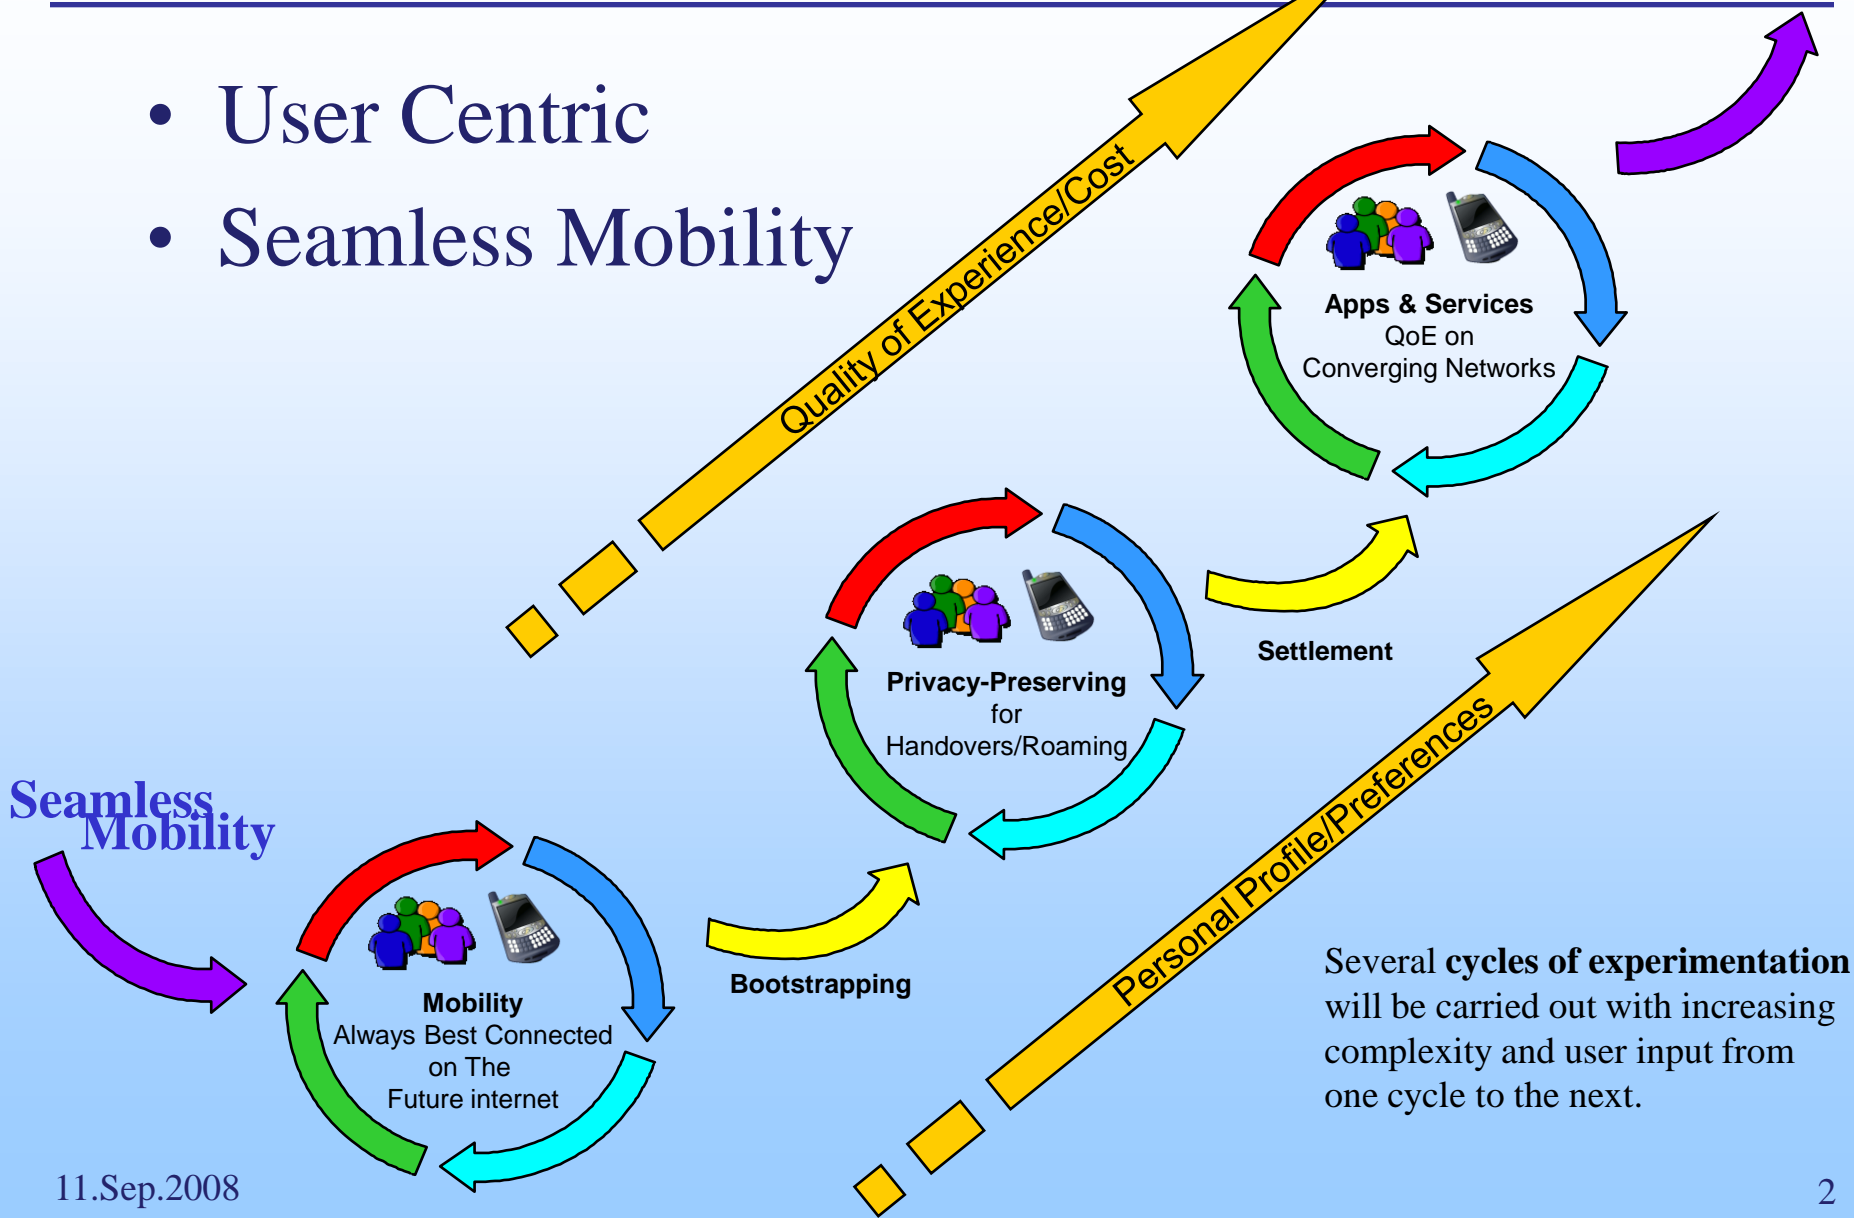 • User Centric
• Seamless Mobility
Quality of Experience/Cost
Apps & Services
QoE on
Converging Networks
Settlement
Privacy-Preserving
for
Handovers/Roaming
Personal Profile/Preferences
Seamless
Mobility
Bootstrapping
Mobility
Always Best Connected
on The
Future internet
Several cycles of experimentation
will be carried out with increasing
complexity and user input from
one cycle to the next.
11.Sep.2008
2